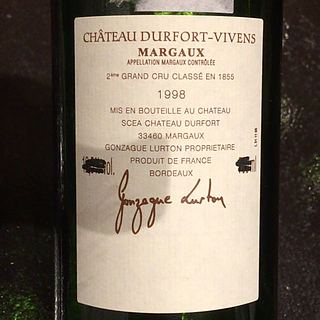 CHÂTEAU DURFORT-VIVENS
MARGAUX
APPELLATION MARGAUX CONTRÔLÉE
2ème GRAND CRU CLASSÉ EN 1855
1998
MIS EN BOUTEILLE AU CHATEAU
SCEA CHATEAU DURFORT
33460 MARGAUX
GONZAGUE LURTON PROPRIETAIRE
PRODUIT DE FRANCE
BORDEAUX
Gonzague Lurton